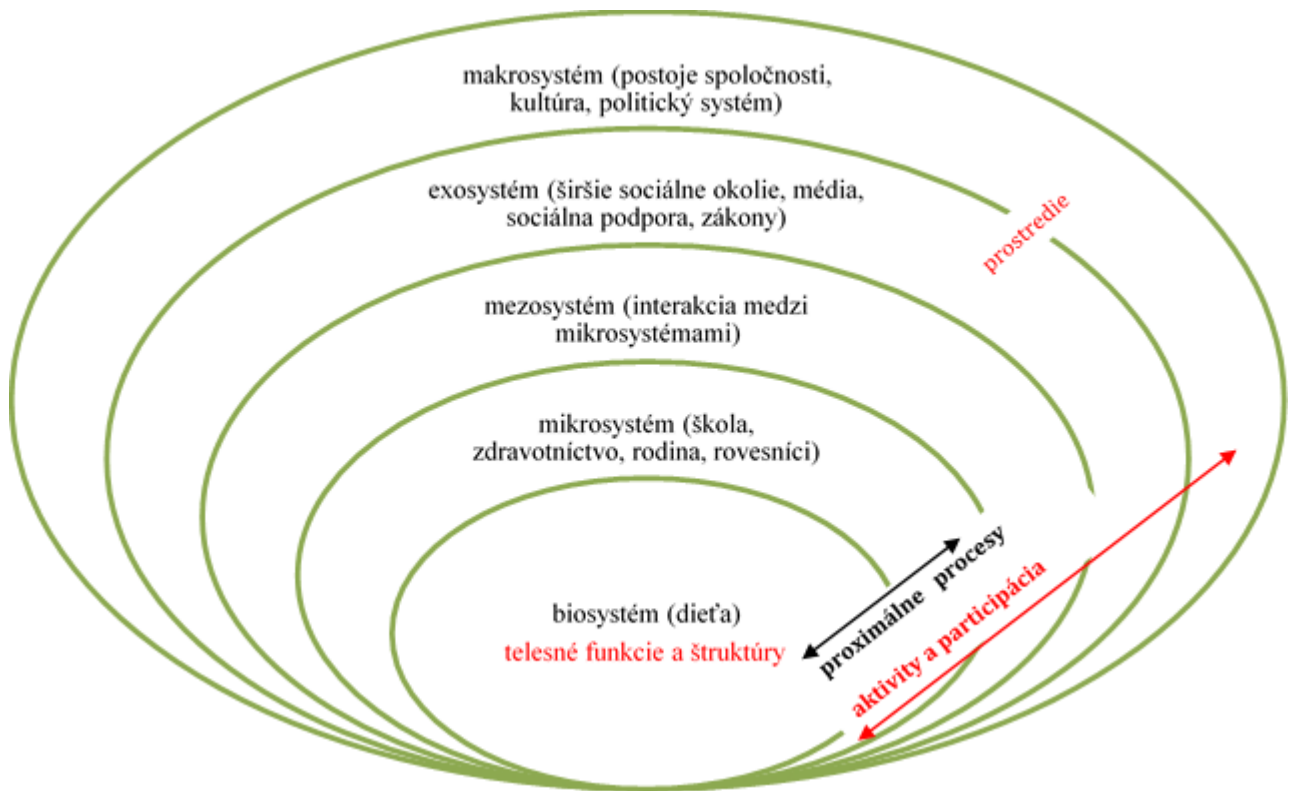 makrosystém (postoje spoločnosti,
kultúra, politický systém)
exosystém (širšie sociálne okolie, média,
sociálna podpora, zákony)
prostredie
mezosystém (interakcia medzi
mikrosystémami)
mikrosystém (škola,
zdravotníctvo, rodina, rovesníci)
proximálne procesy
aktivity a participácia
biosystém (dieťa)
telesné funkcie a štruktúry